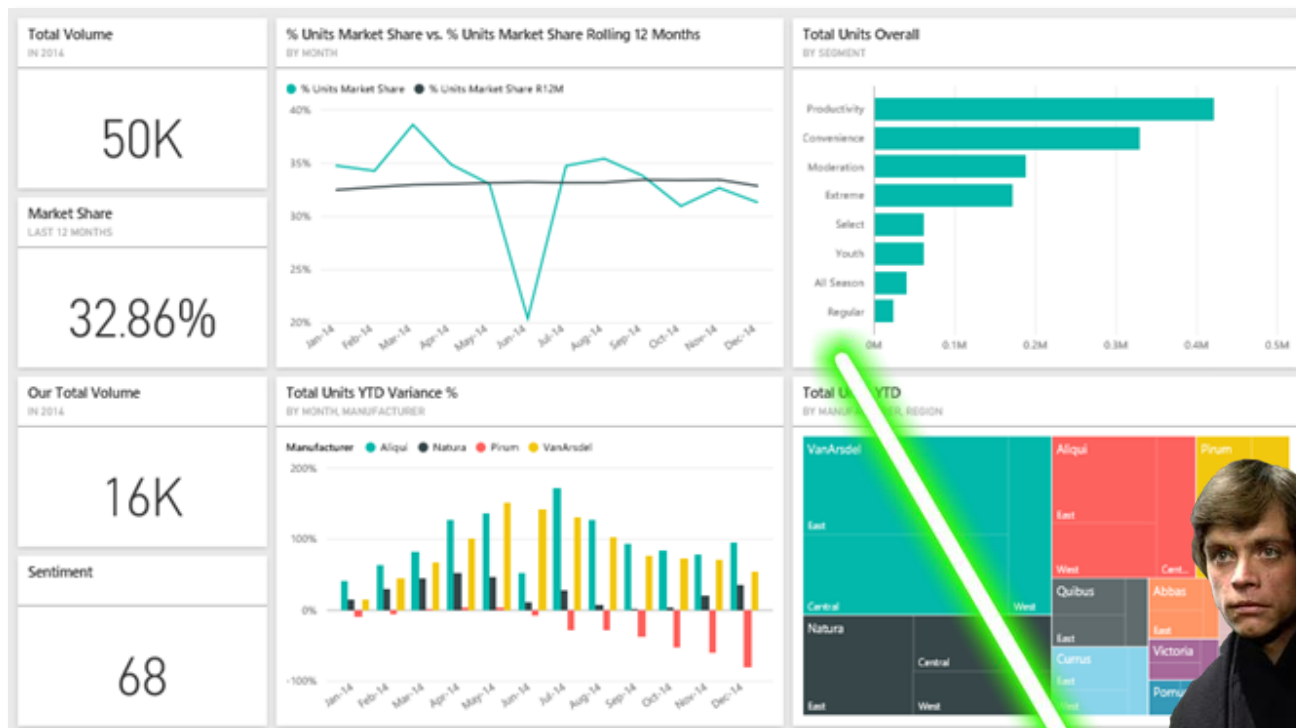 Total Volume
IN 2014
50K
Market Share
LAST 12 MONTHS
32.86%
Our Total Volume
IN 2014
16K
Sentiment
68
% Units Market Share vs. % Units Market Share Rolling 12 Months
BY MONTH
% Units Market Share % Units Market Share R12M
40%
35%
30%
25%
20%
Jan-14 Feb-14 Mar-14 Apr-14 May-14 Jun-14 Jul-14 Aug-14 Sep-14 Oct-14 Nov-14 Dec-14
Total Units YTD Variance %
BY MONTH, MANUFACTURER
Manufacturer Aliqui Natura Pirum VanArsdel
200%
100%
0%
-100%
Jan-14 Feb-14 Mar-14 Apr-14 May-14 Jun-14 Jul-14 Aug-14 Sep-14 Oct-14 Nov-14 Dec-14
Total Units Overall
BY SEGMENT
Productivity
Convenience
Moderation
Extreme
Select
Youth
All Season
Regular
0M 0.1M 0.2M 0.3M 0.4M 0.5M
Total YTD
BY REGION
VanArsdel
East
Central
West
Natura
East
Central
West
Aliqui
East
West
Cent...
Pirum
Quibus
East
Currus
East
West
Abbas
East
Victoria